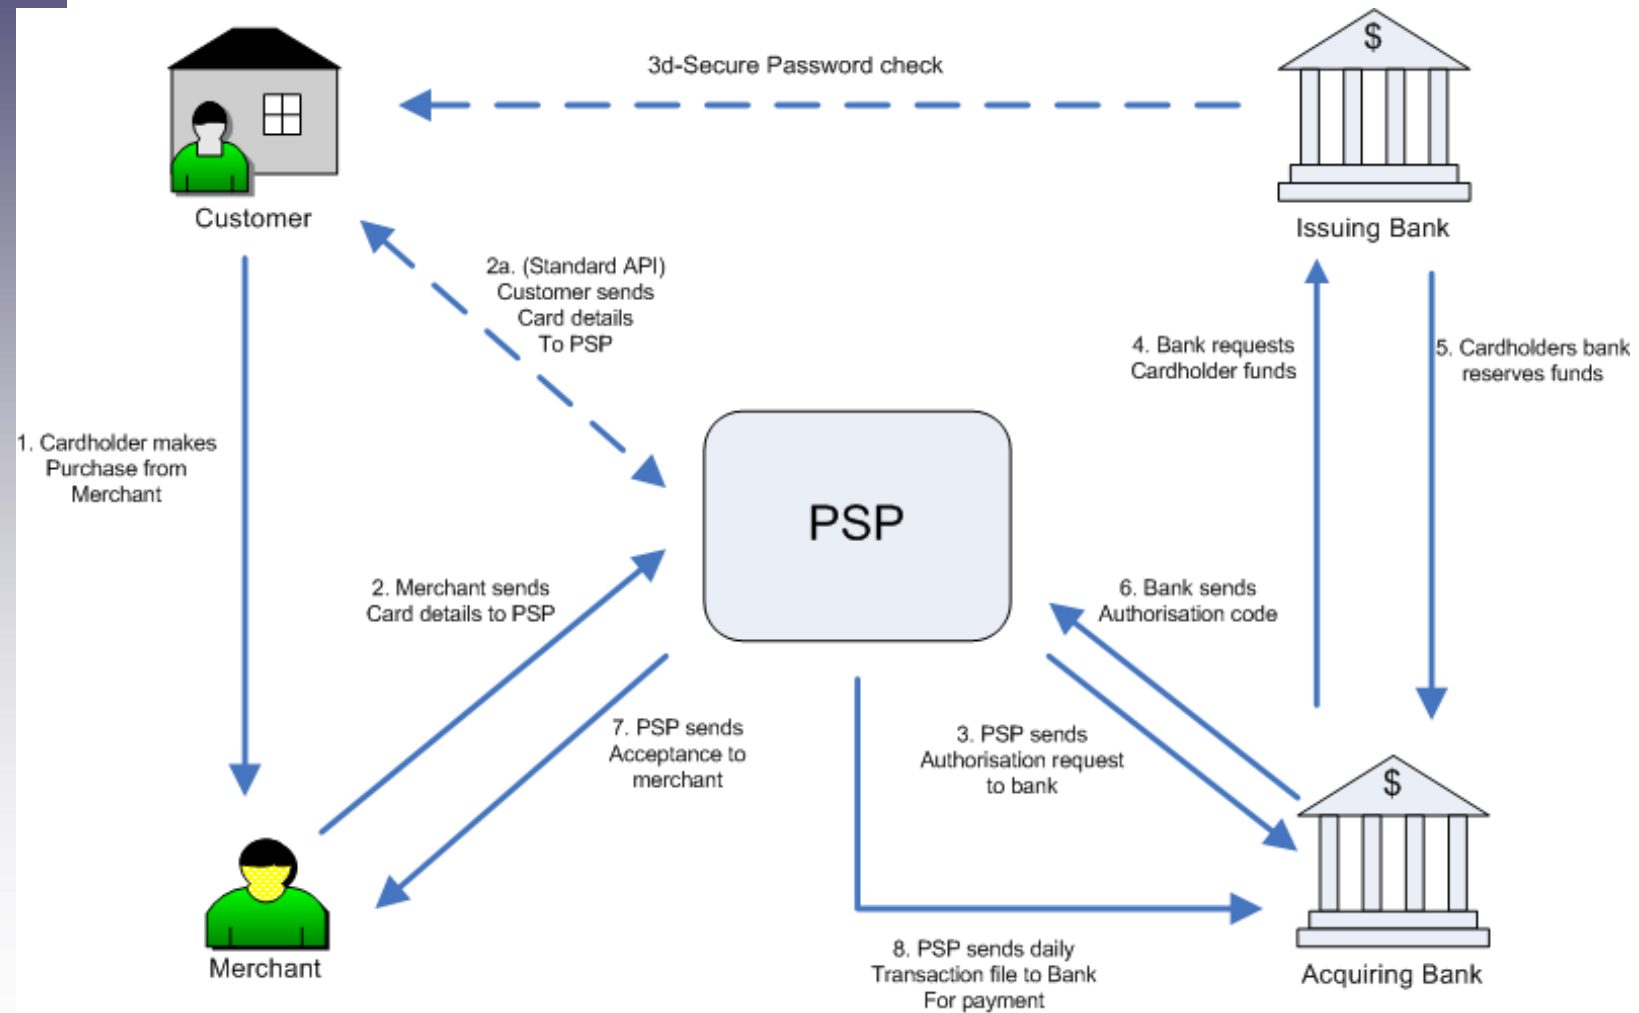 3d-Secure Password check
$
Customer
Issuing Bank
2a. (Standard API)
Customer sends
Card details
To PSP
4. Bank requests
Cardholder funds
5. Cardholders bank
reserves funds
1. Cardholder makes
Purchase from
Merchant
PSP
2. Merchant sends
Card details to PSP
6. Bank sends
Authorisation code
7. PSP sends
Acceptance to
merchant
3. PSP sends
Authorisation request
to bank
$
Merchant
8. PSP sends daily
Transaction file to Bank
For payment
Acquiring Bank